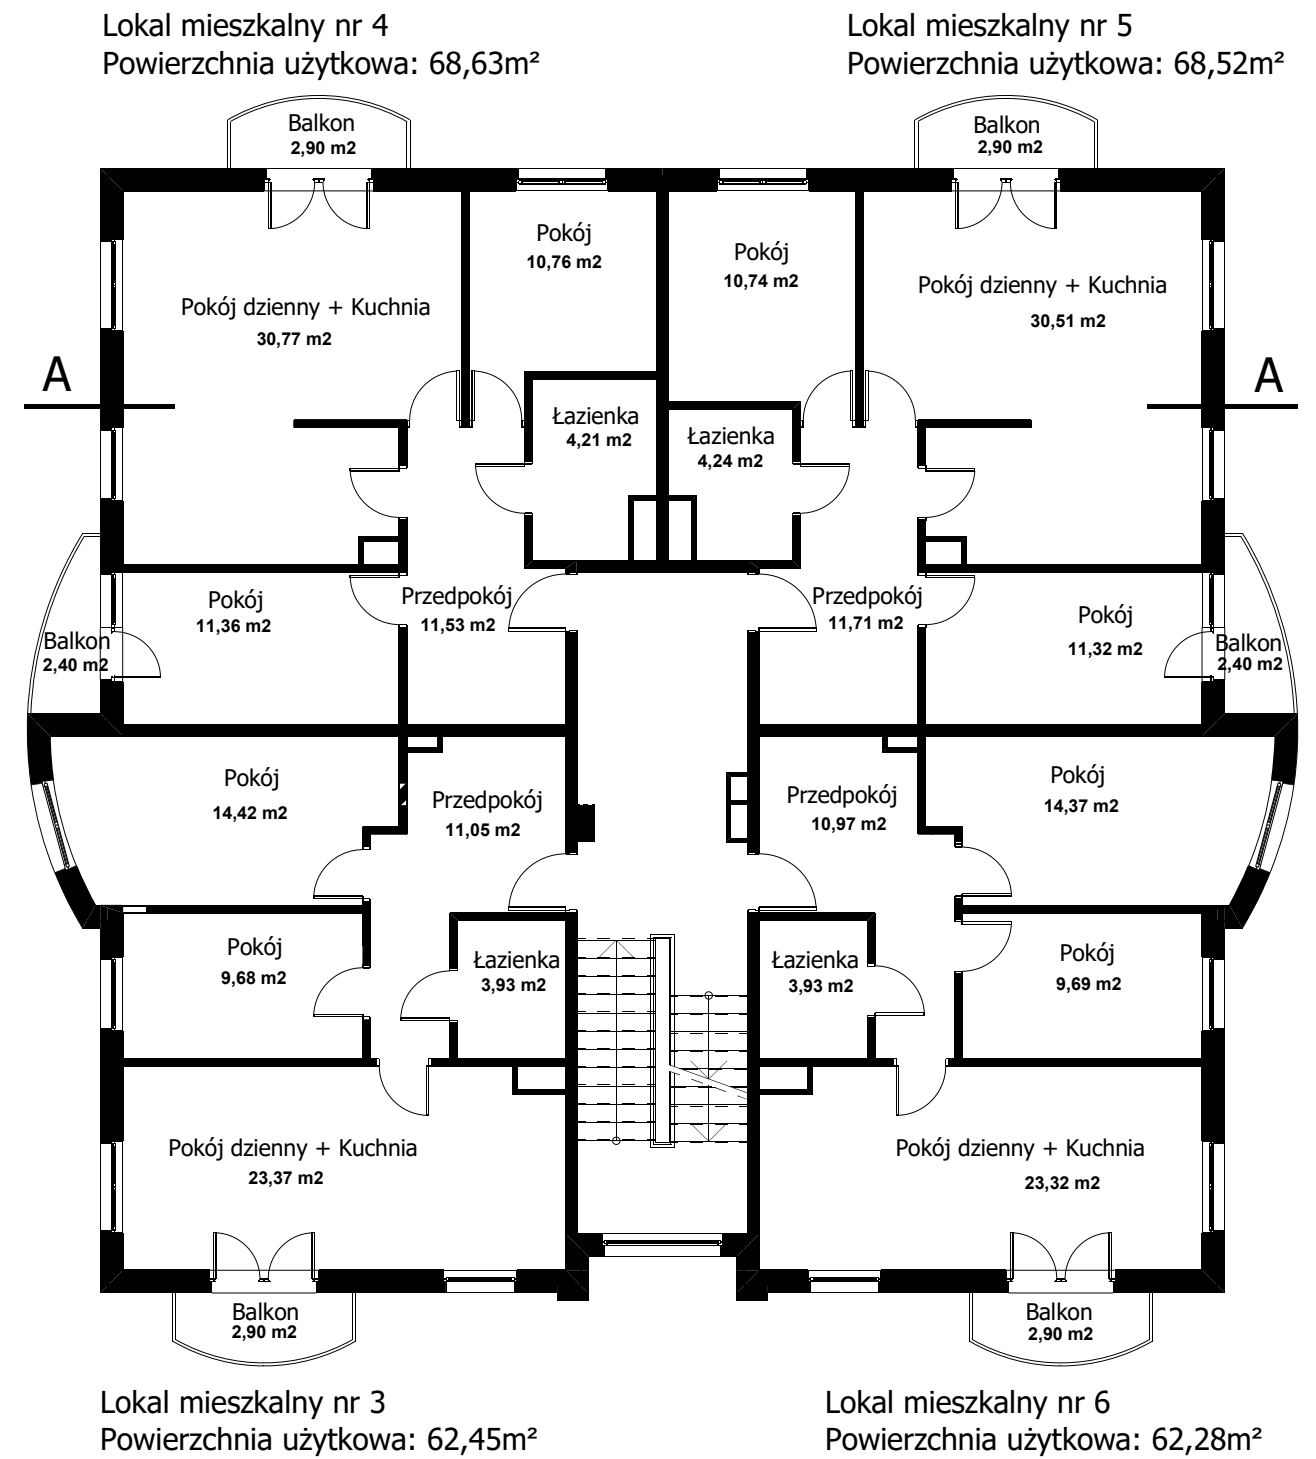 Lokal mieszkalny nr 4
Powierzchnia użytkowa: 68,63m²
Lokal mieszkalny nr 5
Powierzchnia użytkowa: 68,52m²
Balkon
2,90 m2
Balkon
2,90 m2
Pokój
10,76 m2
Pokój
10,74 m2
Pokój dzienny + Kuchnia
30,77 m2
Pokój dzienny + Kuchnia
30,51 m2
A
A
Łazienka
4,21 m2
Łazienka
4,24 m2
Pokój
11,36 m2
Przedpokój
11,53 m2
Przedpokój
11,71 m2
Pokój
11,32 m2
Balkon
2,40 m2
Balkon
2,40 m2
Pokój
14,42 m2
Przedpokój
11,05 m2
Przedpokój
10,97 m2
Pokój
14,37 m2
Pokój
9,68 m2
Łazienka
3,93 m2
Łazienka
3,93 m2
Pokój
9,69 m2
Pokój dzienny + Kuchnia
23,37 m2
Pokój dzienny + Kuchnia
23,32 m2
Balkon
2,90 m2
Balkon
2,90 m2
Lokal mieszkalny nr 3
Powierzchnia użytkowa: 62,45m²
Lokal mieszkalny nr 6
Powierzchnia użytkowa: 62,28m²